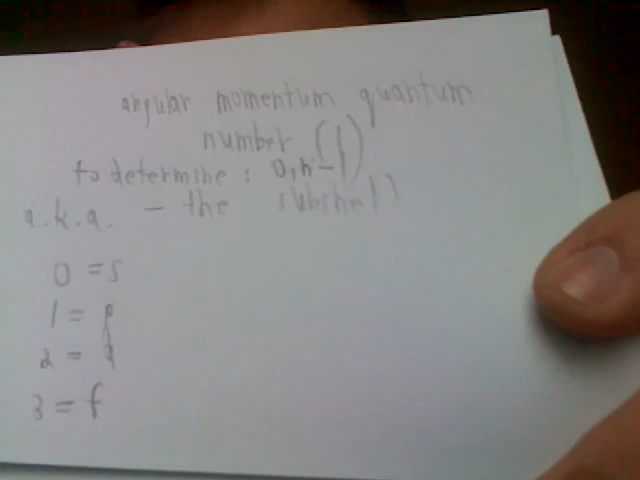 angular momentum quantum
number (l)
to determine: 0, n-1
a.k.a. - the subshell
0 = s
1 = p
2 = d
3 = f